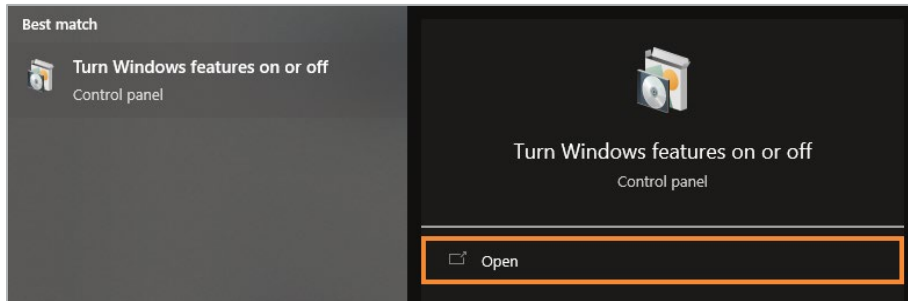 Best match
Turn Windows features on or off
Control panel
Turn Windows features on or off
Control panel
Open